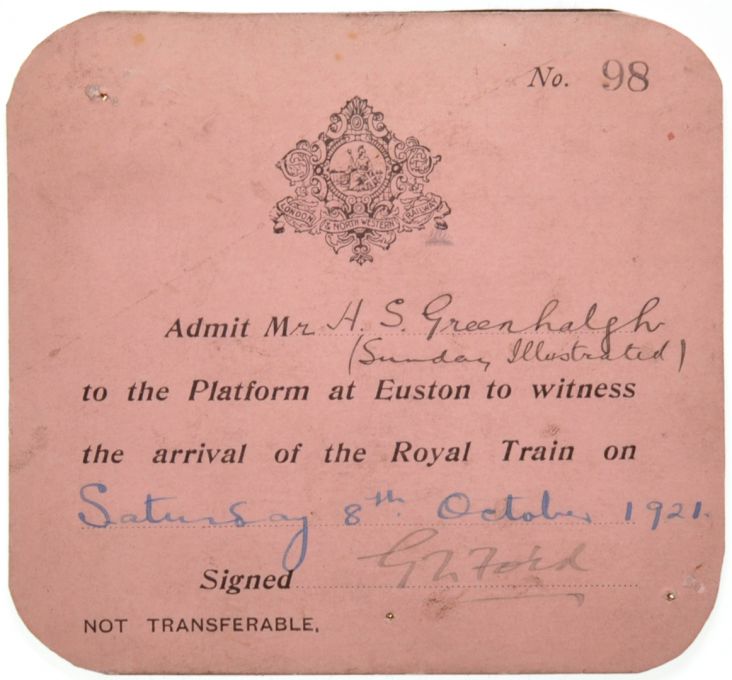 No. 98
LONDON & NORTH WESTERN RAILWAY
Admit Mr H. S. Greenhalgh
(Sunday Illustrated)
to the Platform at Euston to witness
the arrival of the Royal Train on
Saturday 8th October 1921.
Signed Ford
NOT TRANSFERABLE.